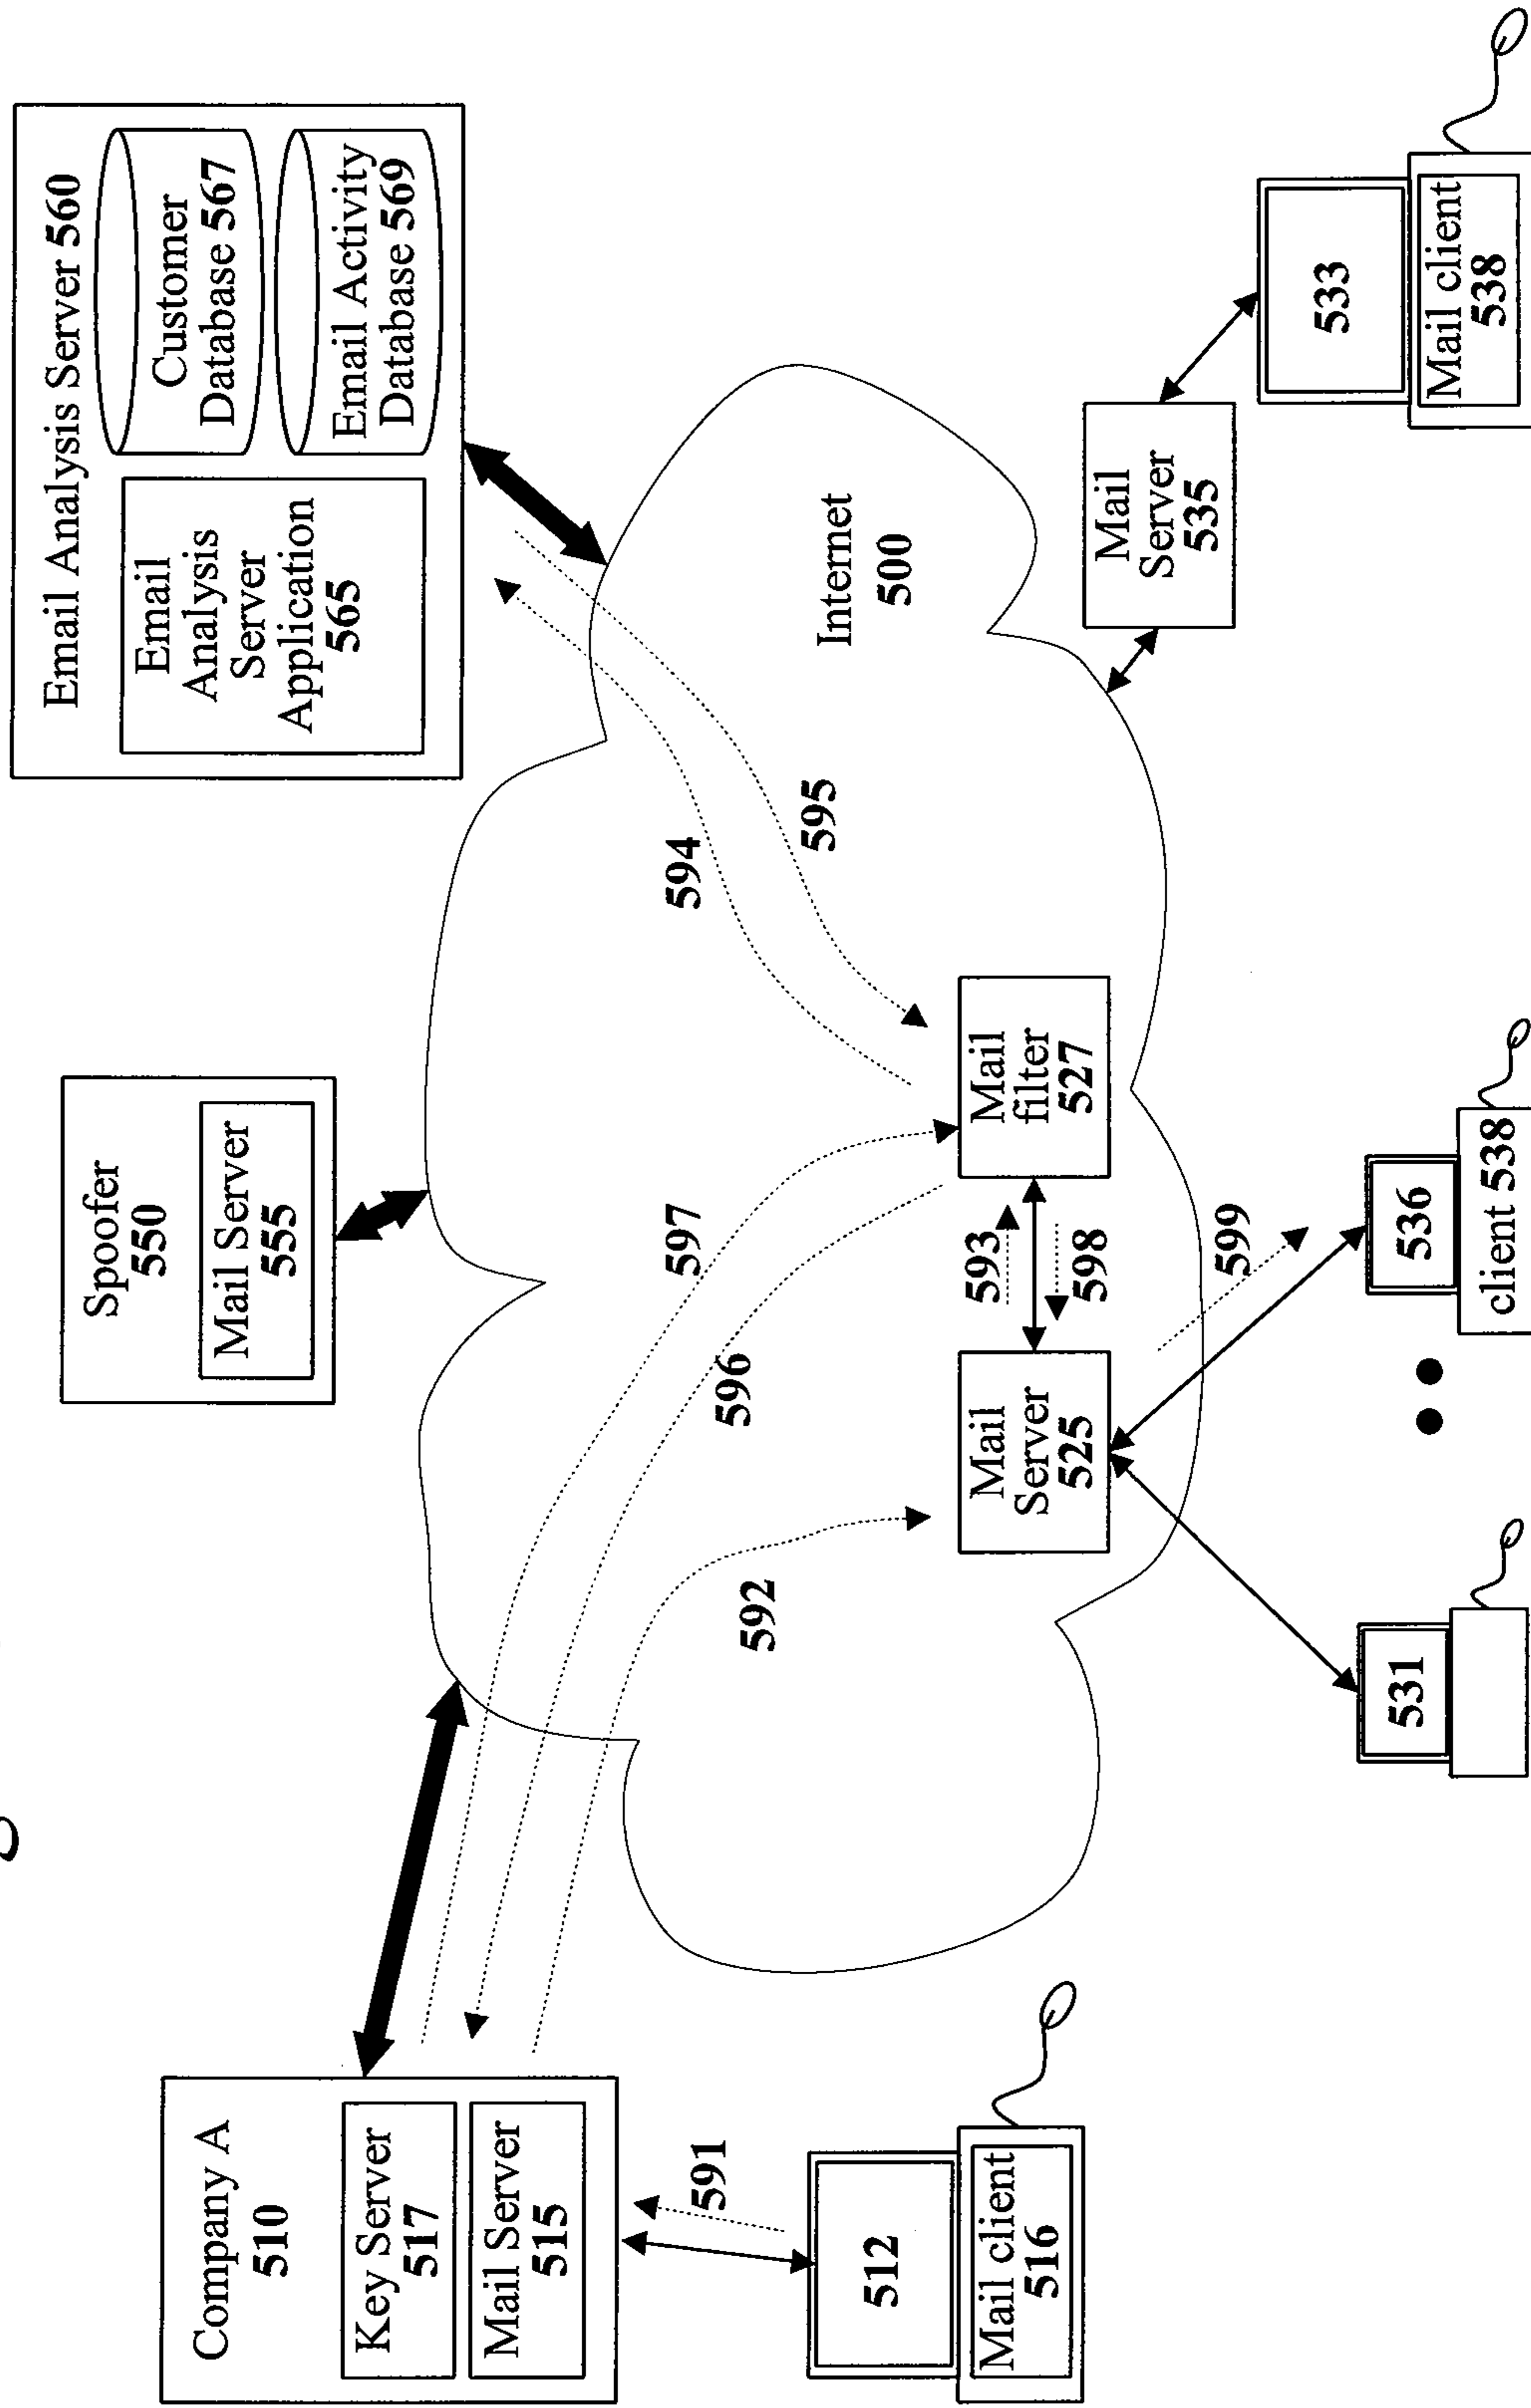 Company A
510
Key Server
517
Mail Server
515
591
512
Mail client
516
Spoofer
550
Mail Server
555
Email Analysis Server 560
Email
Analysis
Server
Application
565
Customer
Database 567
Email Activity
Database 569
597
596
592
594
595
Internet
500
Mail
Server
525
593
598
Mail
filter
527
599
Mail
Server
535
531
536
client 538
533
Mail client
538